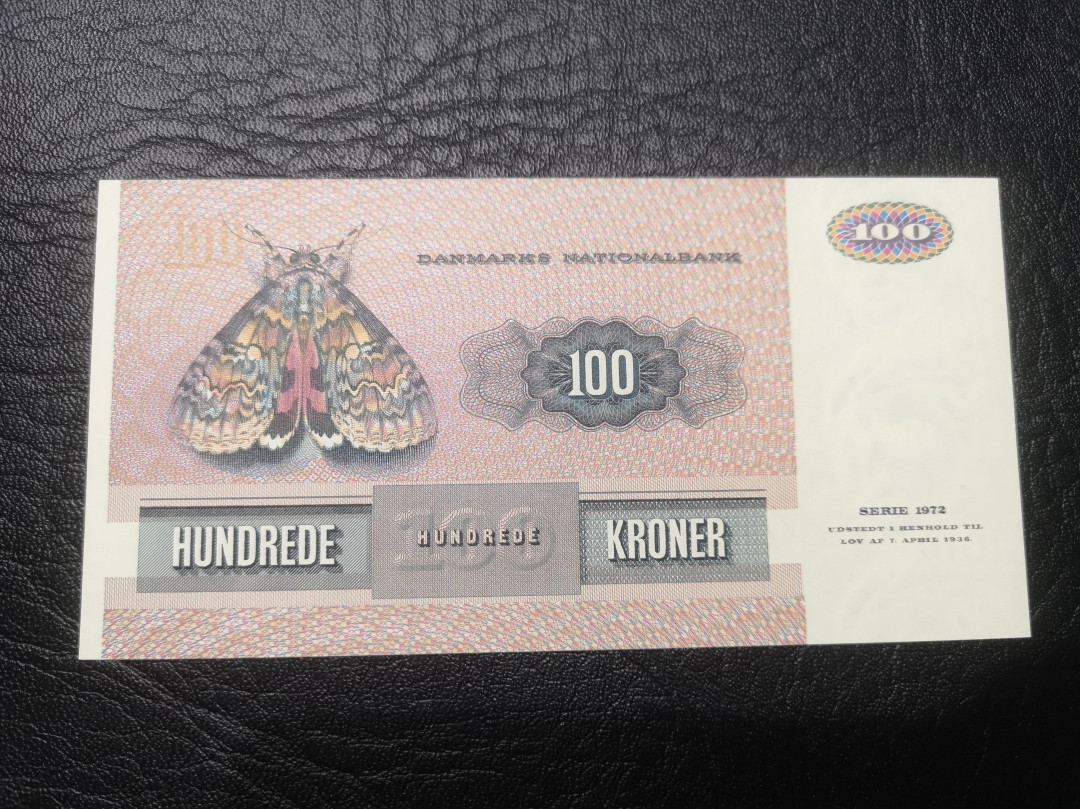 100
DANMARKS NATIONALBANK
100
SERIE 1972
UDSTEDT I HENHOLD TIL
LOV AF 7. APRIL 1936.
HUNDREDE
100
HUNDREDE
KRONER